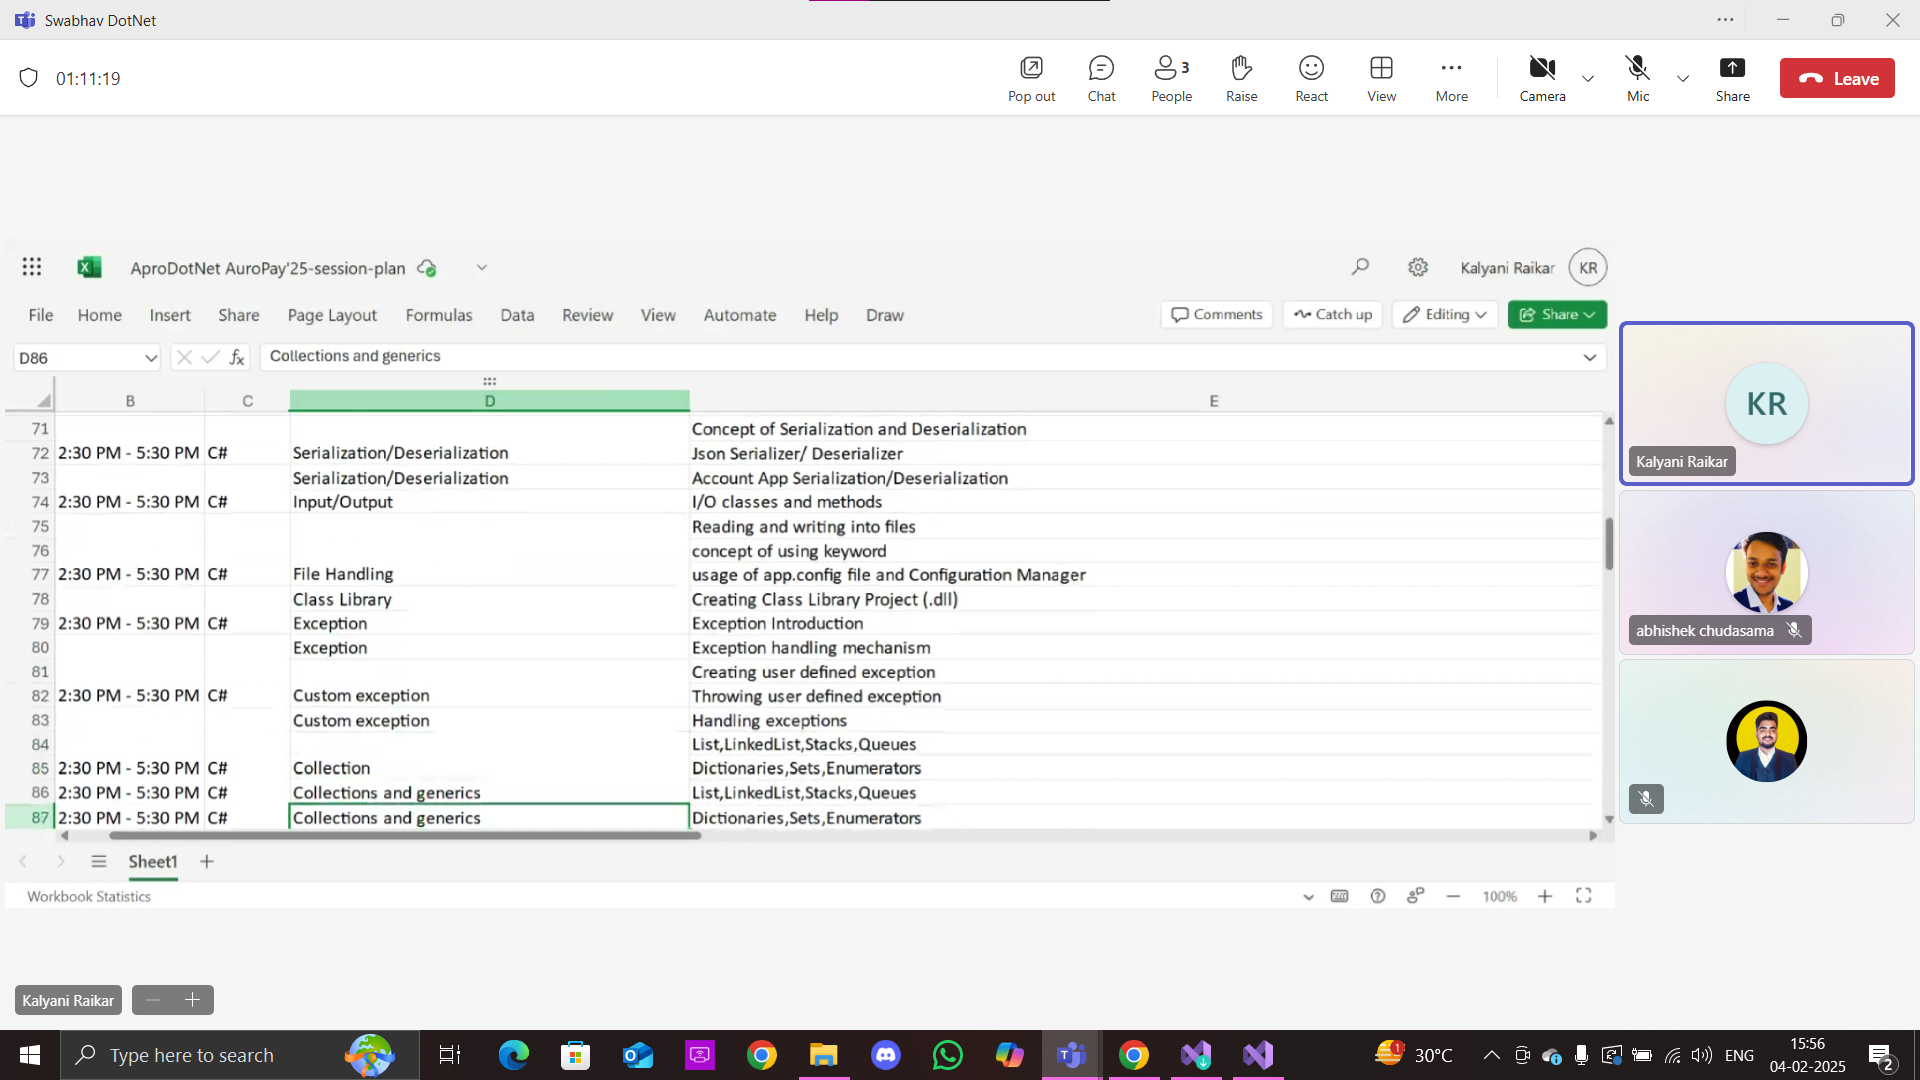 Swabhav DotNet
01:11:19
Pop out
Chat
3
People
Raise
React
View
More
Camera
Mic
Share
Leave
AproDotNet AuroPay'25-session-plan
Kalyani Raikar
KR
File Home Insert Share Page Layout Formulas Data Review View Automate Help Draw
Comments
Catch up
Editing
Share
D86
fx
Collections and generics
B C D E
71 Concept of Serialization and Deserialization
72 2:30 PM - 5:30 PM C# Serialization/Deserialization Json Serializer/ Deserializer
73 Serialization/Deserialization Account App Serialization/Deserialization
74 2:30 PM - 5:30 PM C# Input/Output I/O classes and methods
75 Reading and writing into files
76 concept of using keyword
77 2:30 PM - 5:30 PM C# File Handling usage of app.config file and Configuration Manager
78 Class Library Creating Class Library Project (.dll)
79 2:30 PM - 5:30 PM C# Exception Exception Introduction
80 Exception Exception handling mechanism
81 Creating user defined exception
82 2:30 PM - 5:30 PM C# Custom exception Throwing user defined exception
83 Custom exception Handling exceptions
84 List,LinkedList,Stacks,Queues
85 2:30 PM - 5:30 PM C# Collection Dictionaries,Sets,Enumerators
86 2:30 PM - 5:30 PM C# Collections and generics List,LinkedList,Stacks,Queues
87 2:30 PM - 5:30 PM C# Collections and generics Dictionaries,Sets,Enumerators
Sheet1
Workbook Statistics
100%
KR
Kalyani Raikar
abhishek chudasama
Kalyani Raikar
Type here to search
1
30°C
ENG
15:56
04-02-2025
2